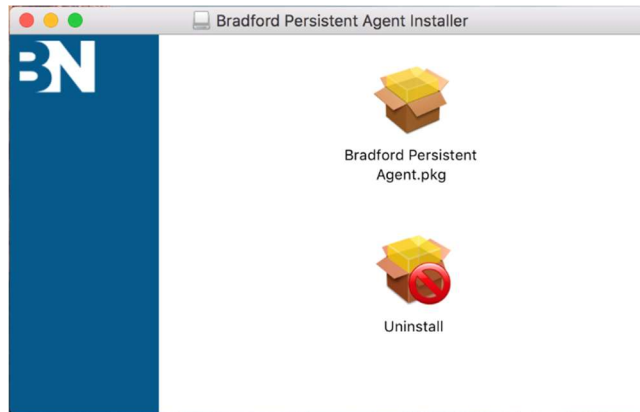 Bradford Persistent Agent Installer
BN
Bradford Persistent
Agent.pkg
Uninstall